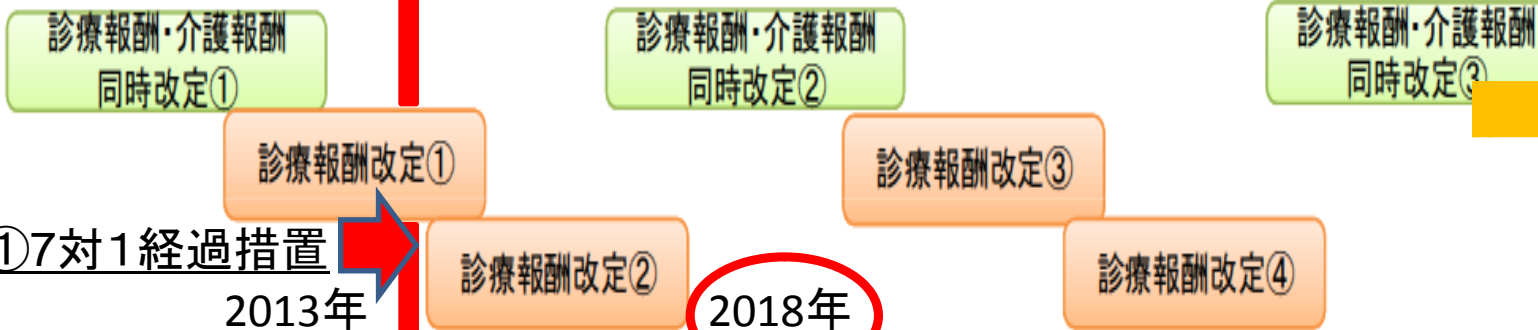 診療報酬・介護報酬
同時改定①
診療報酬・介護報酬
同時改定②
診療報酬・介護報酬
同時改定③
診療報酬改定①
診療報酬改定③
①7対1経過措置
診療報酬改定②
診療報酬改定④
2013年
2018年